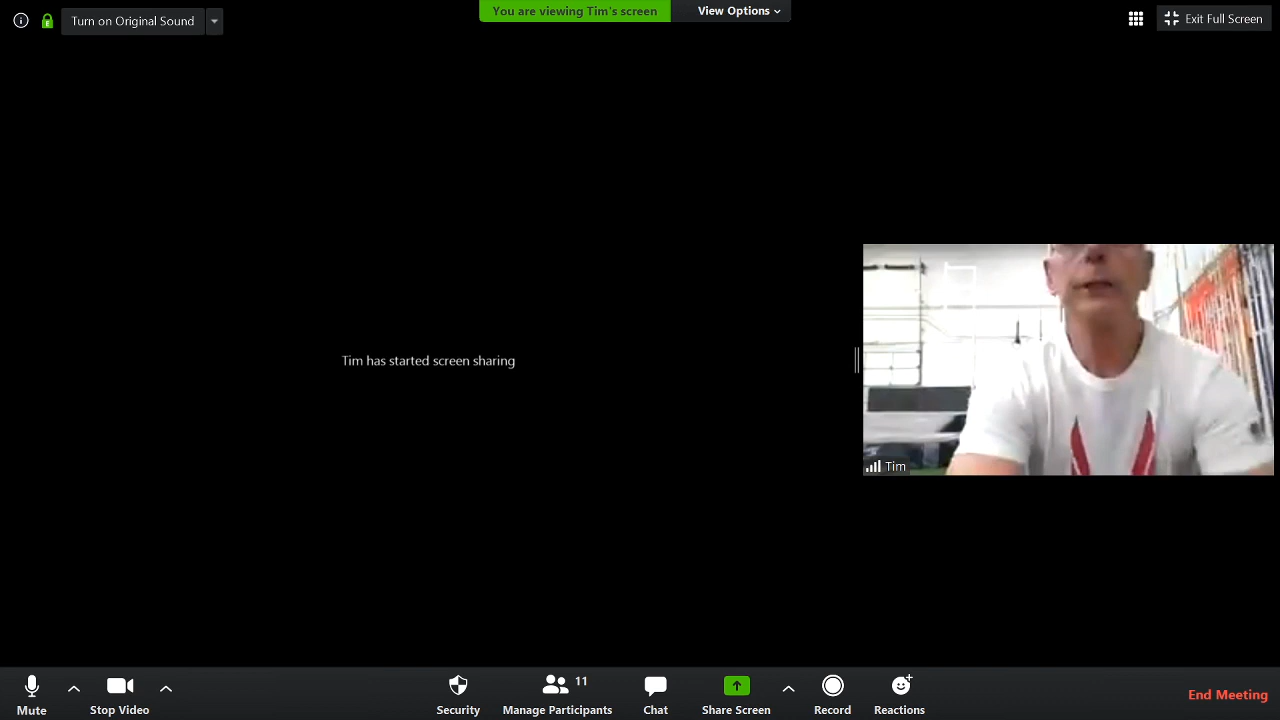 Turn on Original Sound
You are viewing Tim's screen
View Options
Exit Full Screen
Tim has started screen sharing
Tim
Mute
Stop Video
Security
Manage Participants
11
Chat
Share Screen
Record
Reactions
End Meeting